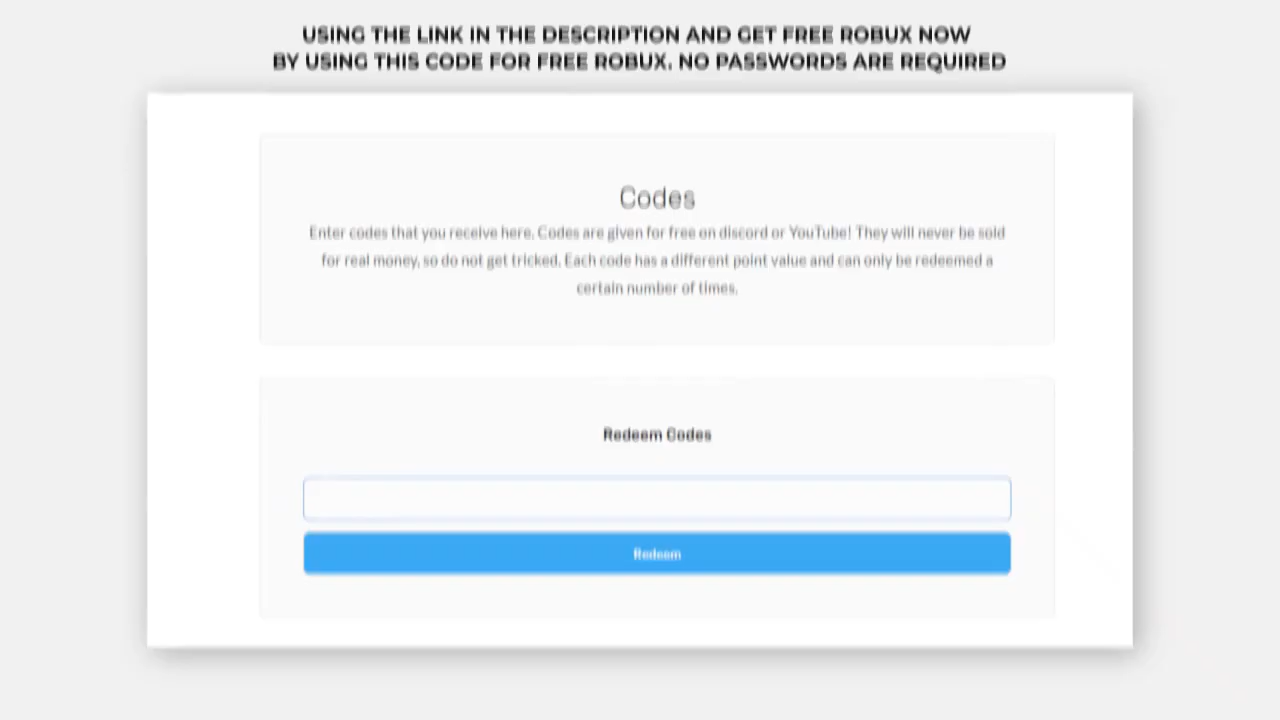 USING THE LINK IN THE DESCRIPTION AND GET FREE ROBUX NOW
BY USING THIS CODE FOR FREE ROBUX. NO PASSWORDS ARE REQUIRED
Codes
Enter codes that you receive here. Codes are given for free on discord or YouTube! They will never be sold
for real money, so do not get tricked. Each code has a different point value and can only be redeemed a
certain number of times.
Redeem Codes
Redeem